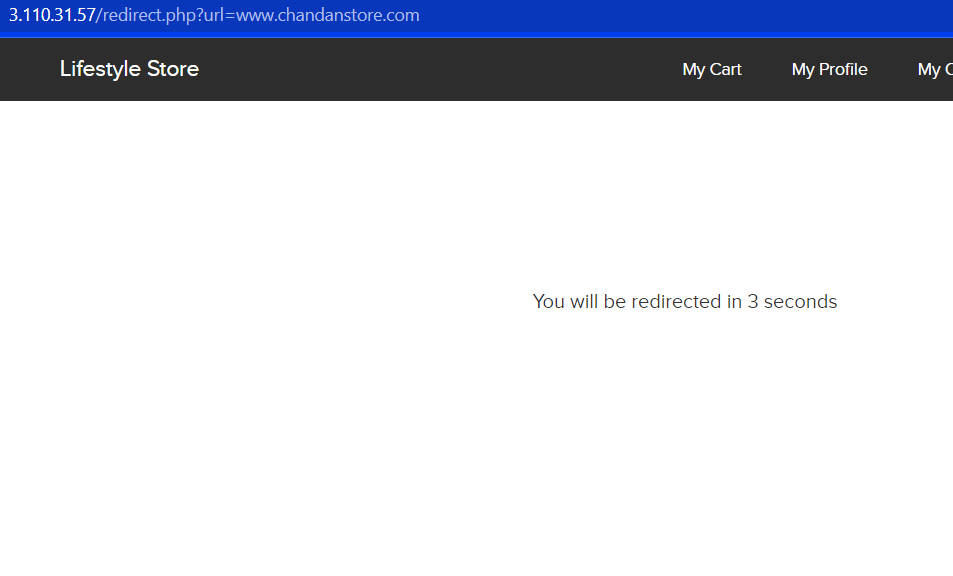 3.110.31.57/redirect.php?url=www.chandanstore.com
Lifestyle Store My Cart My Profile My
You will be redirected in 3 seconds